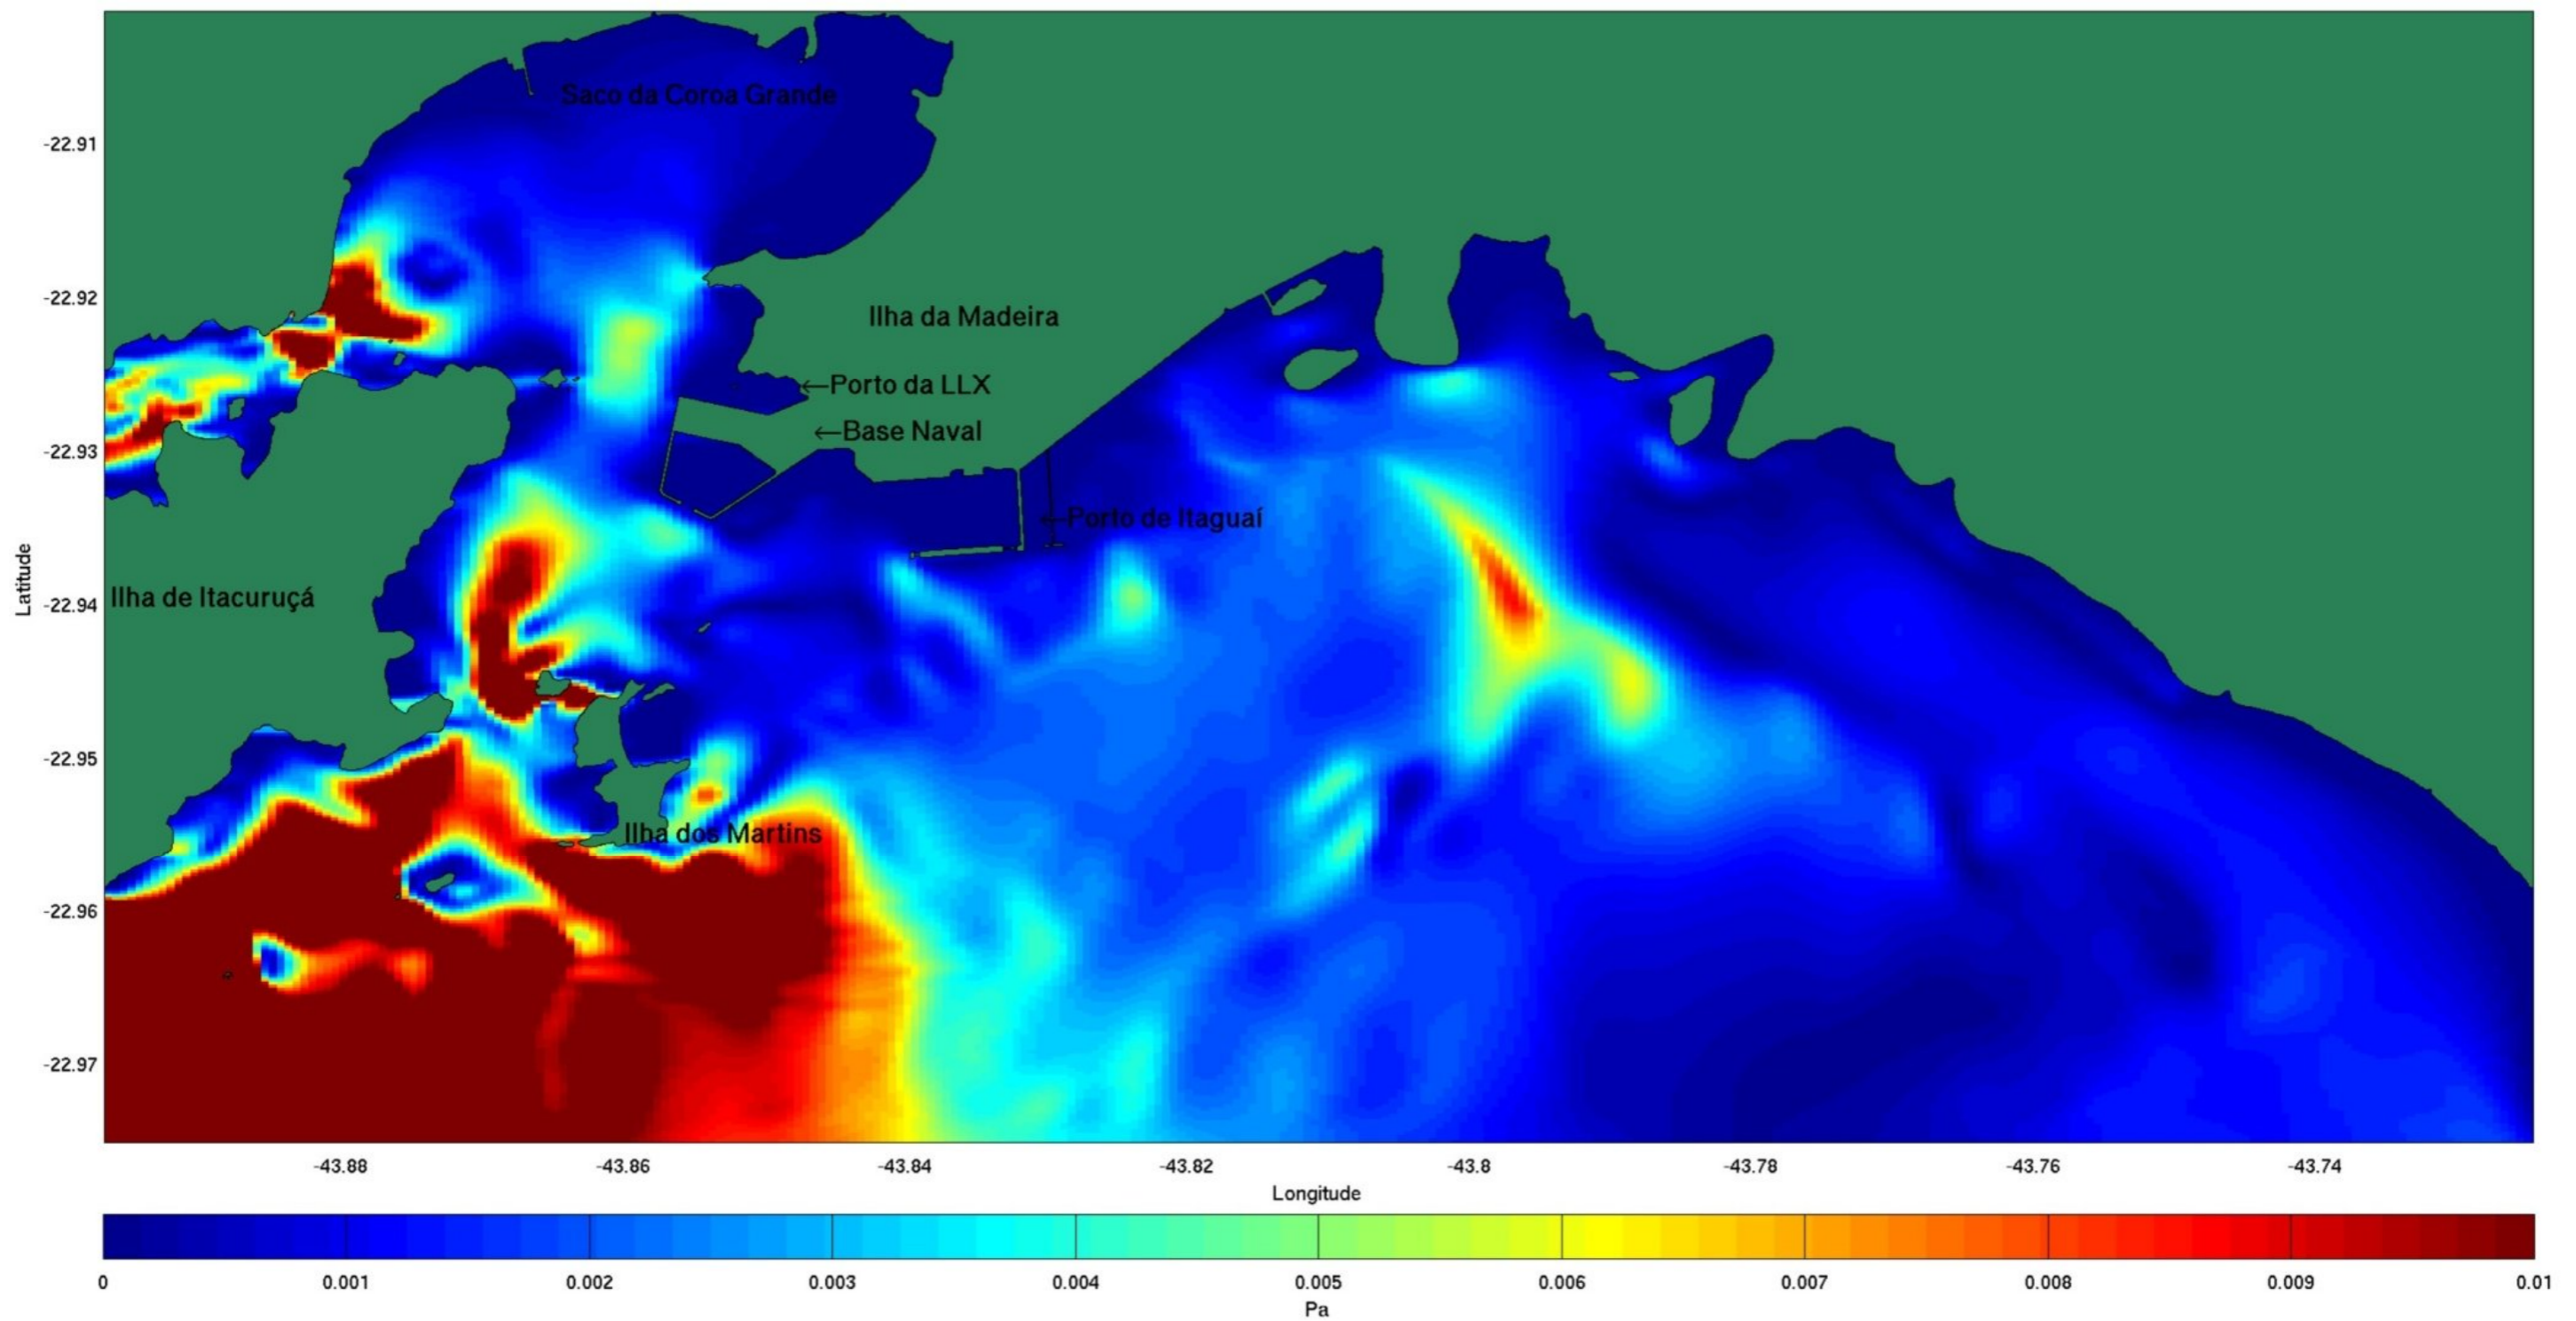 Saco da Coroa Grande
-22.91
-22.92
Ilha da Madeira
←Porto da LLX
←Base Naval
-22.93
←Porto de Itaguaí
Latitude
Ilha de Itacuruçá
-22.94
-22.95
Ilha dos Martins
-22.96
-22.97
-43.88 -43.86 -43.84 -43.82 -43.8 -43.78 -43.76 -43.74
Longitude
0 0.001 0.002 0.003 0.004 0.005 0.006 0.007 0.008 0.009 0.01
Pa